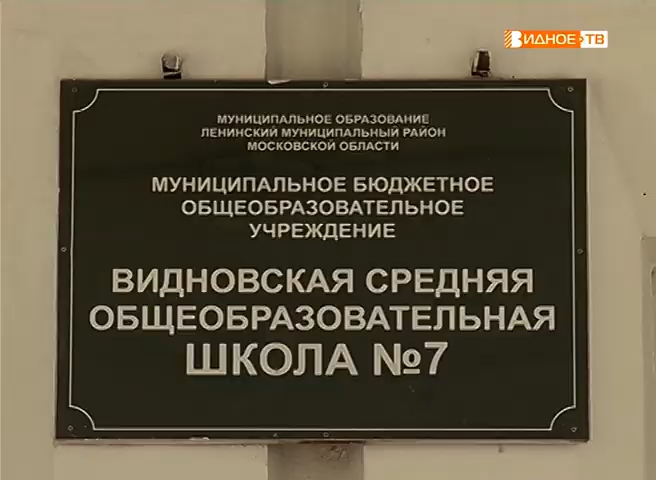 ВИДНОЕ-ТВ
МУНИЦИПАЛЬНОЕ ОБРАЗОВАНИЕ
ЛЕНИНСКИЙ МУНИЦИПАЛЬНЫЙ РАЙОН
МОСКОВСКОЙ ОБЛАСТИ
МУНИЦИПАЛЬНОЕ БЮДЖЕТНОЕ
ОБЩЕОБРАЗОВАТЕЛЬНОЕ
УЧРЕЖДЕНИЕ
ВИДНОВСКАЯ СРЕДНЯЯ
ОБЩЕОБРАЗОВАТЕЛЬНАЯ
ШКОЛА №7